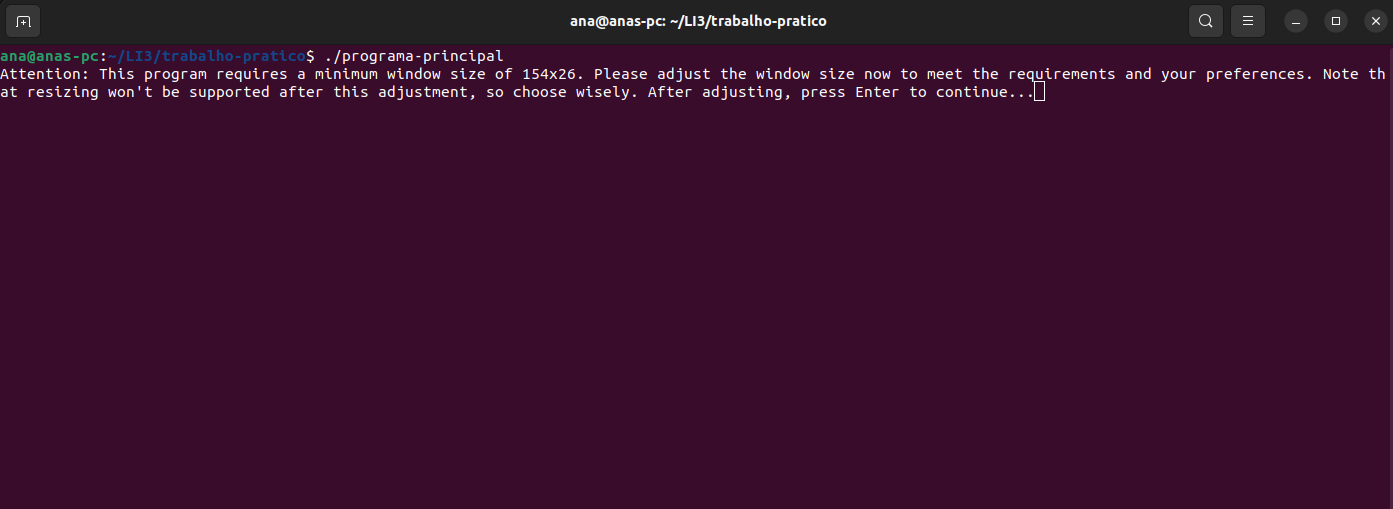 ana@anas-pc: ~/LI3/trabalho-pratico
ana@anas-pc:~/LI3/trabalho-pratico$ ./programa-principal
Attention: This program requires a minimum window size of 154x26. Please adjust the window size now to meet the requirements and your preferences. Note th
at resizing won't be supported after this adjustment, so choose wisely. After adjusting, press Enter to continue...